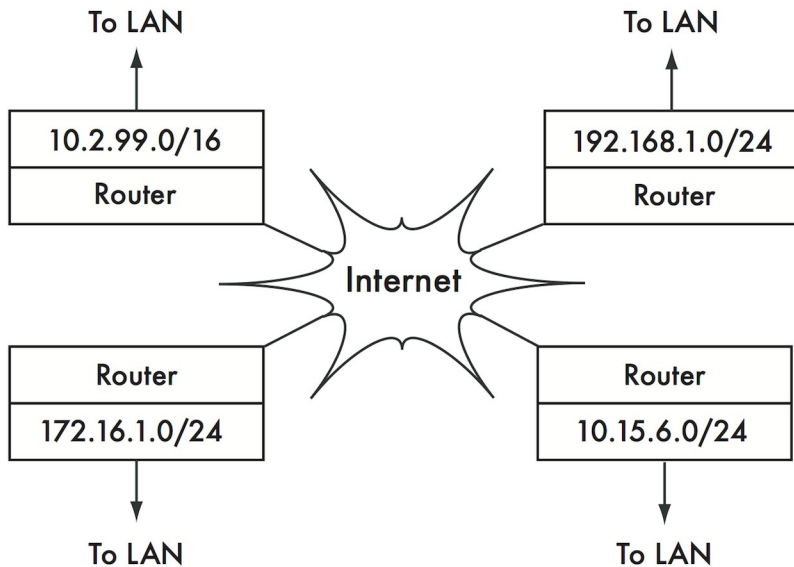 To LAN
10.2.99.0/16
Router
To LAN
192.168.1.0/24
Router
Internet
Router
172.16.1.0/24
To LAN
Router
10.15.6.0/24
To LAN